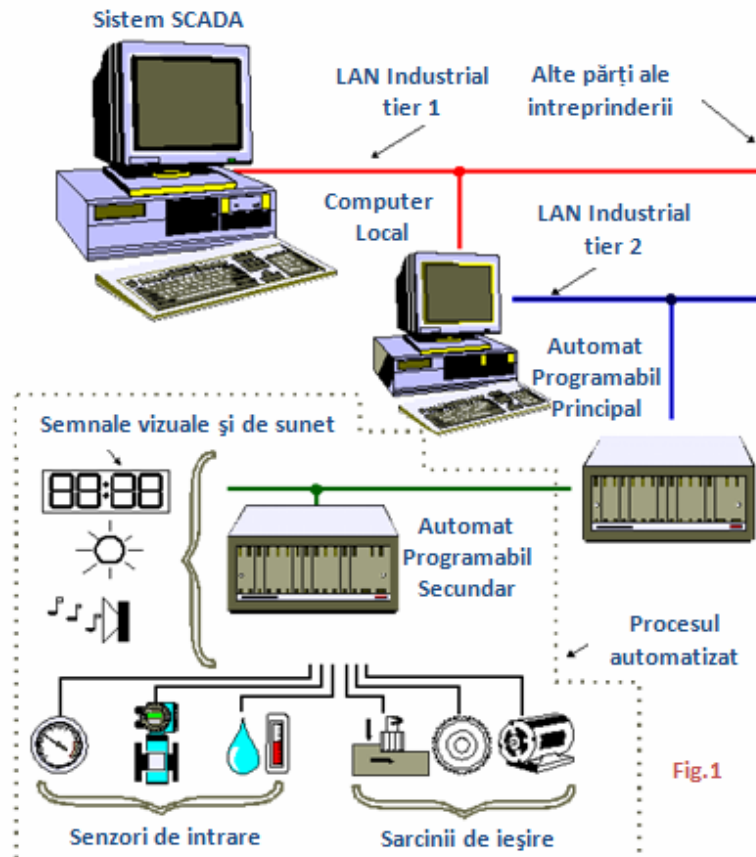 Sistem SCADA
LAN Industrial
tier 1
Alte părți ale
intreprinderii
Computer
Local
LAN Industrial
tier 2
Automat
Programabil
Principal
Semnale vizuale şi de sunet
88:88
Automat
Programabil
Secundar
Procesul
automatizat
Fig.1
Senzori de intrare
Sarcinii de ieşire